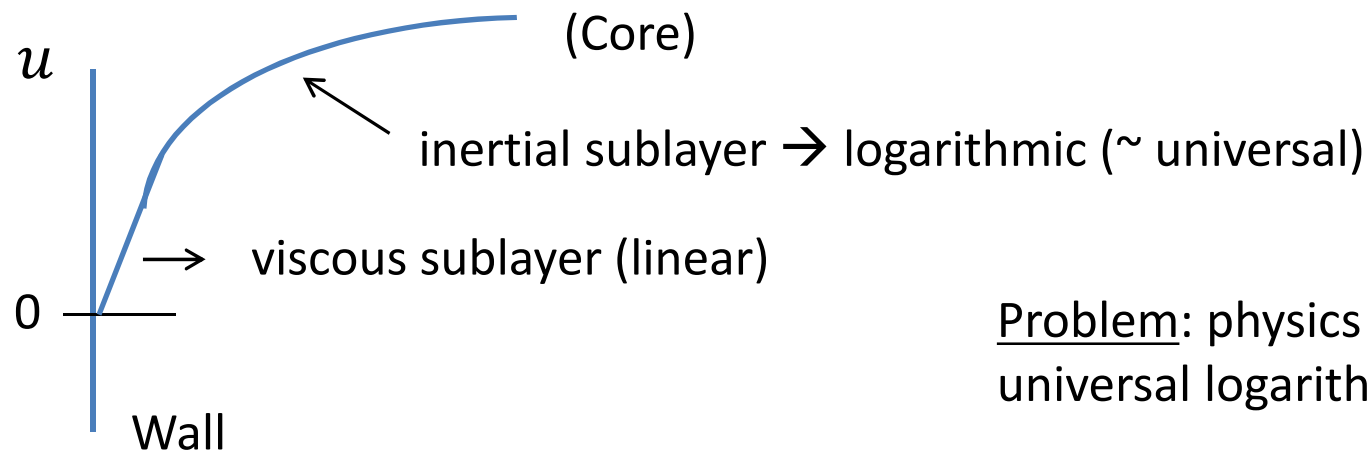 u
(Core)
inertial sublayer → logarithmic (~ universal)
viscous sublayer (linear)
0
Problem: physics
universal logarith
Wall